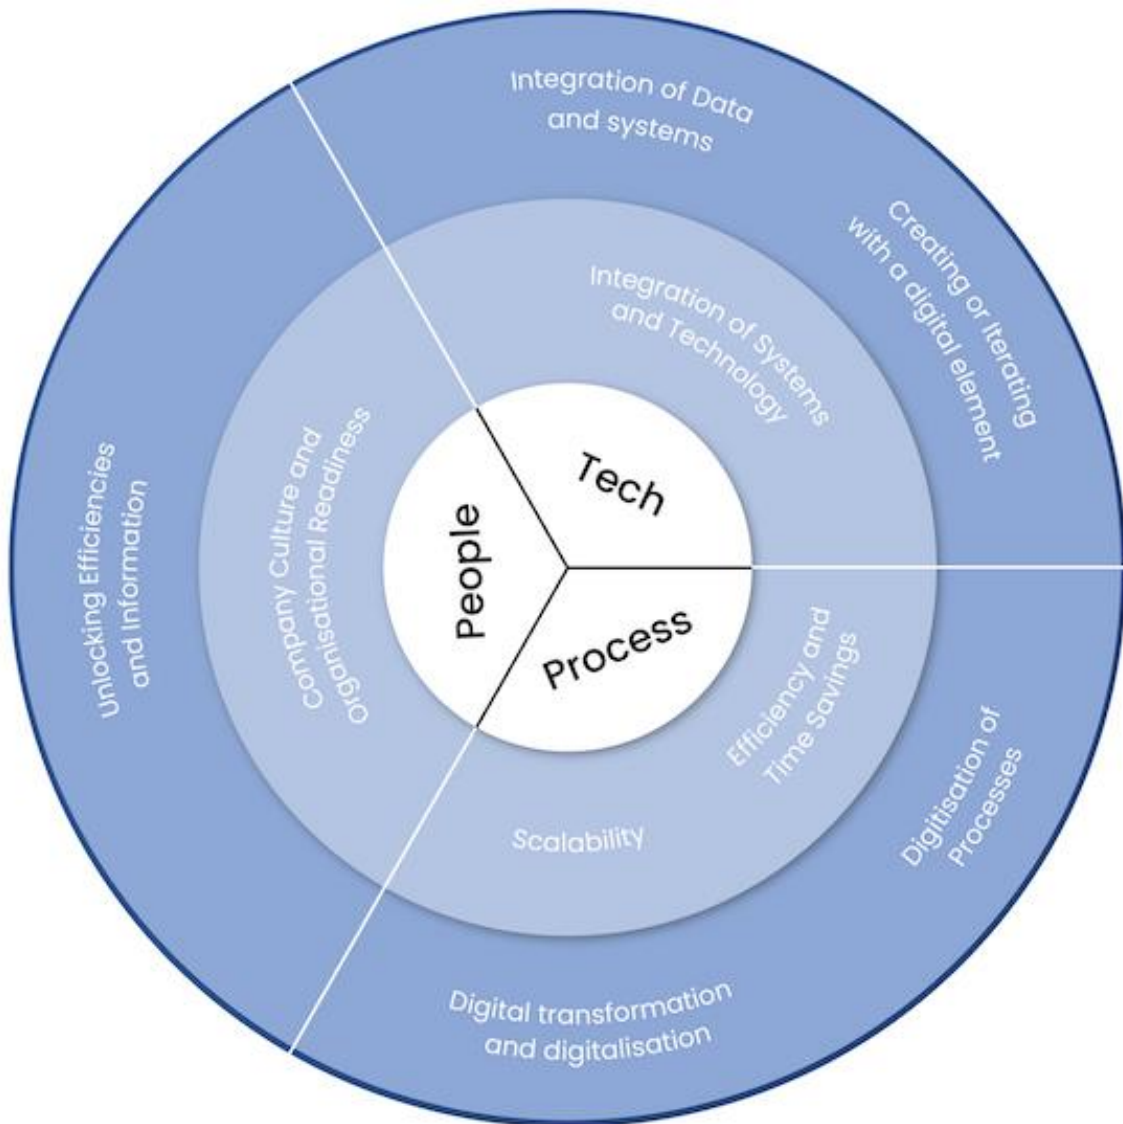 Integration of Data
and systems
Creating or Iterating
with a digital element
Integration of Systems
and Technology
Tech
People
Process
Company Culture and
Organisational Readiness
Unlocking Efficiencies
and Information
Efficiency and
Time Savings
Scalability
Digitisation of
Processes
Digital transformation
and digitalisation